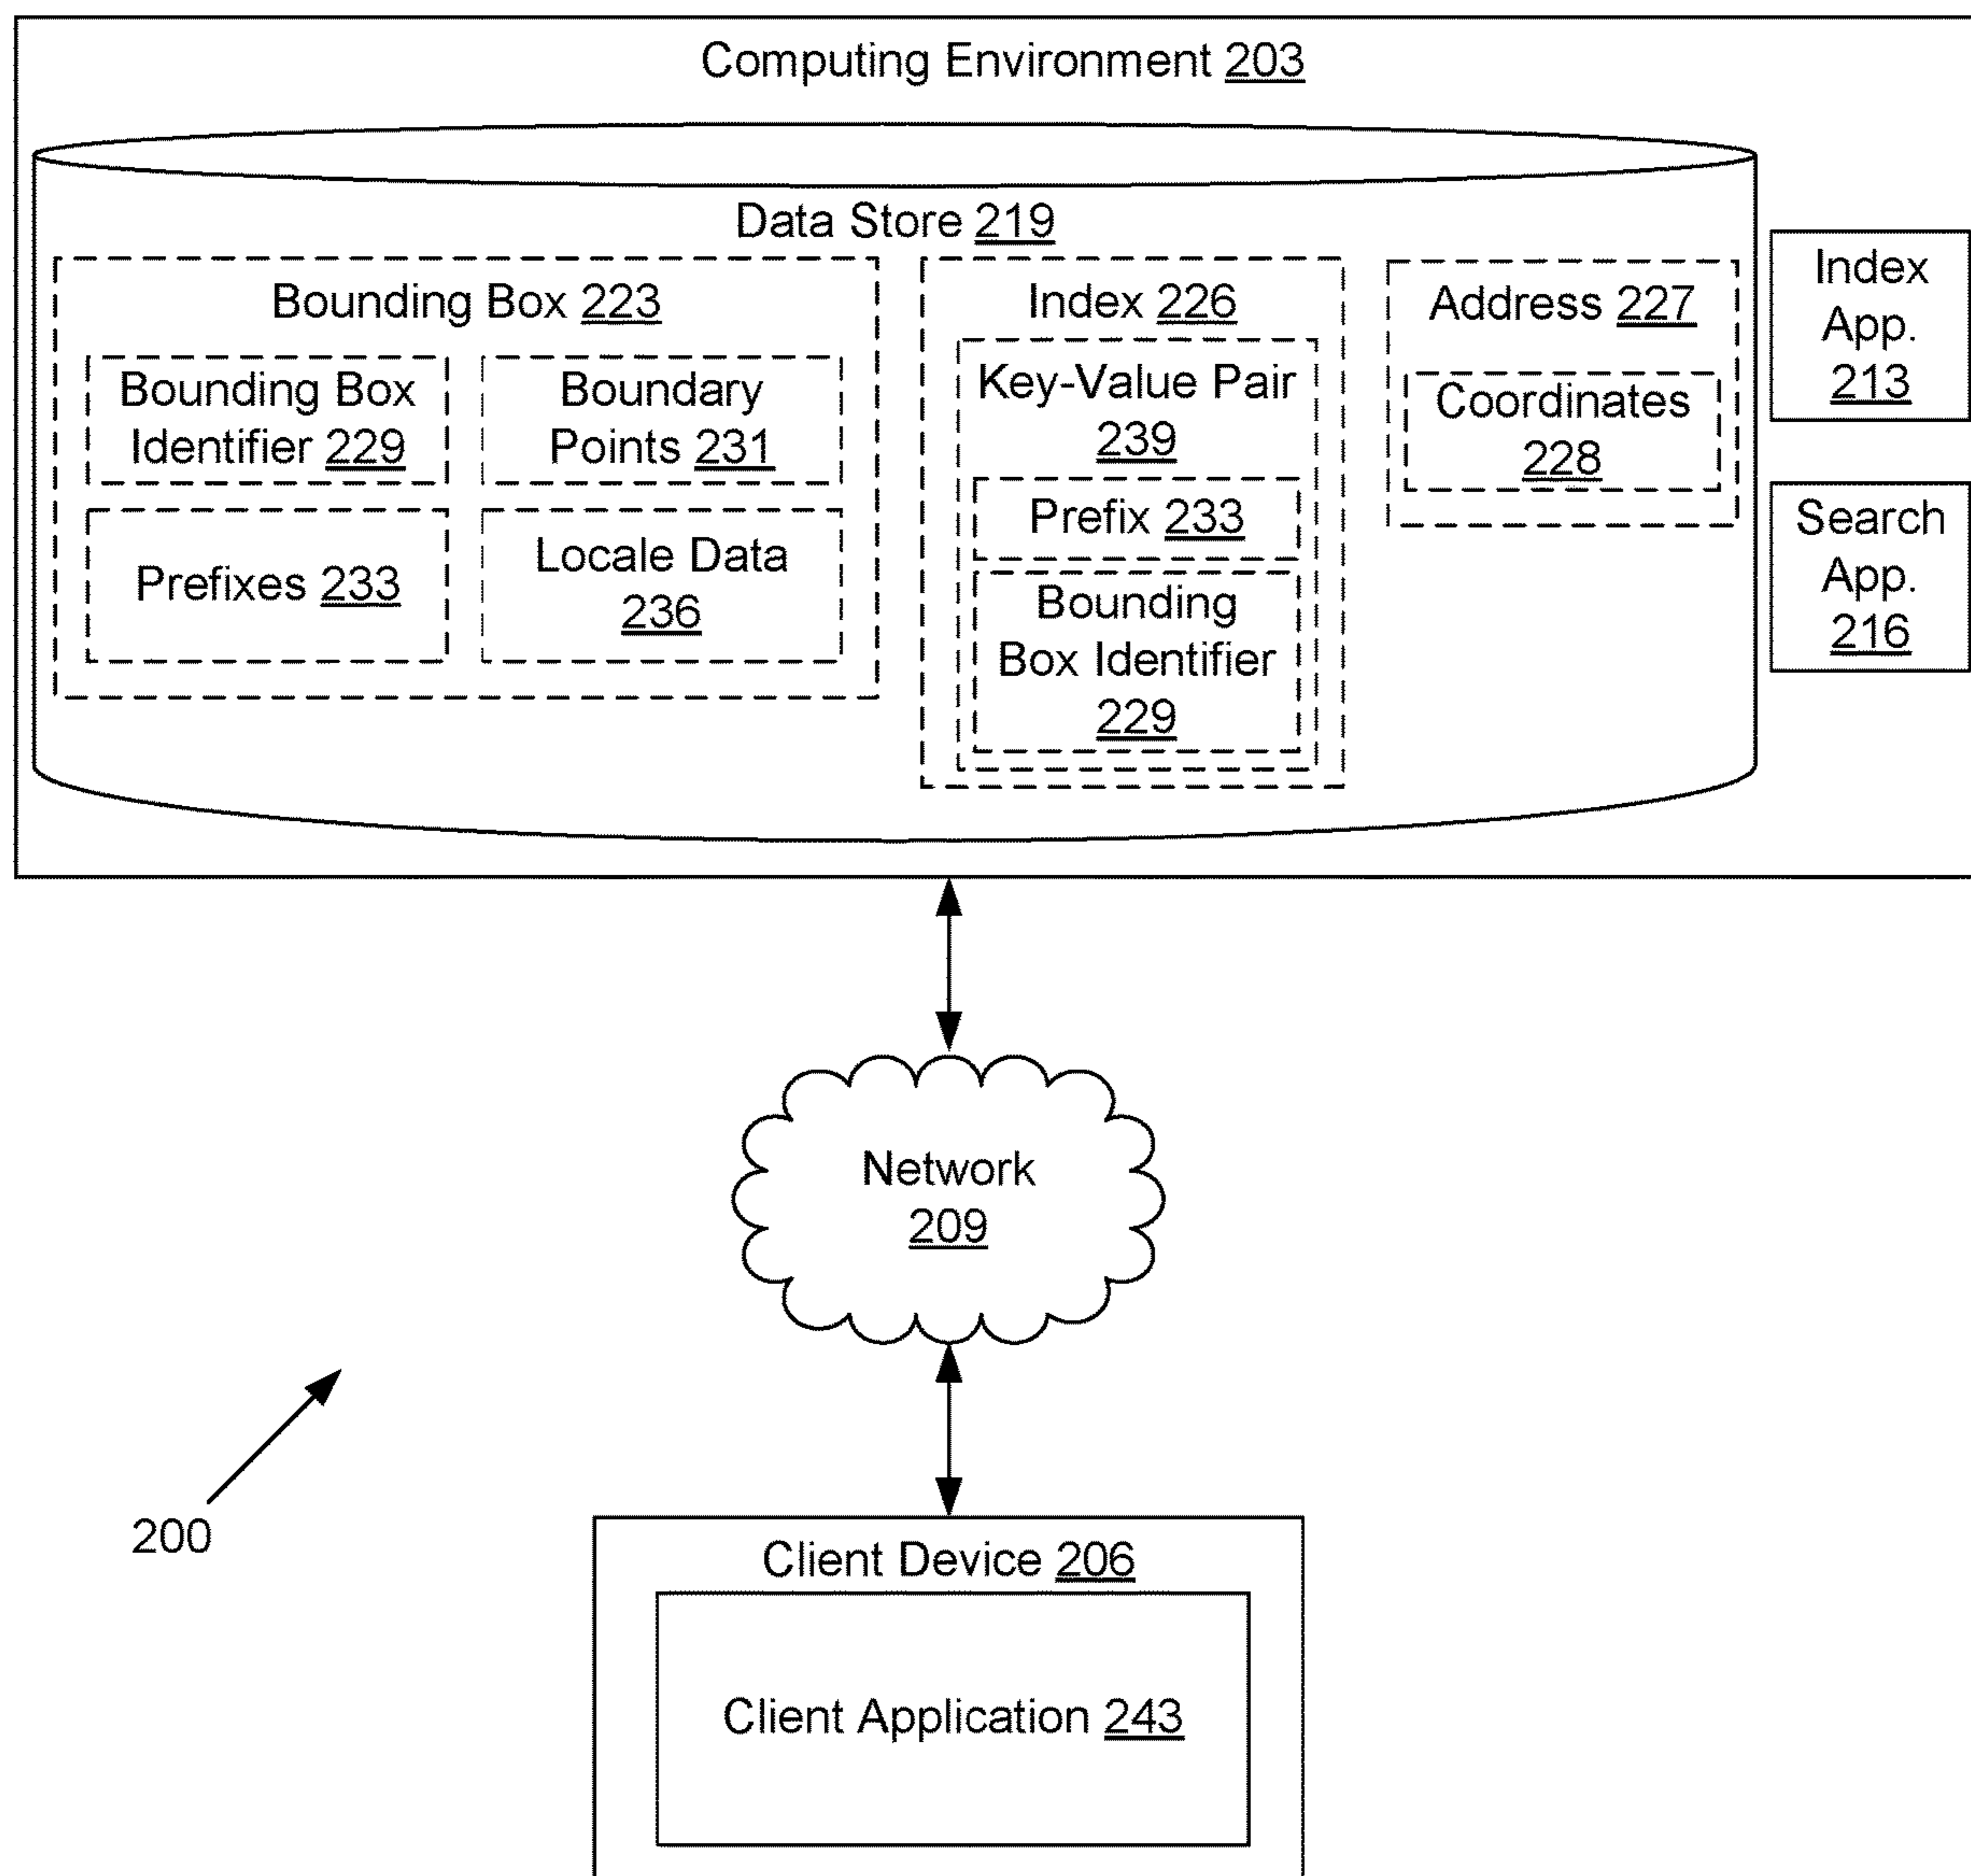 Computing Environment 203
Data Store 219
Bounding Box 223
Bounding Box
Identifier 229
Boundary
Points 231
Prefixes 233
Locale Data
236
Index 226
Key-Value Pair
239
Prefix 233
Bounding
Box Identifier
229
Address 227
Coordinates
228
Index
App.
213
Search
App.
216
Network
209
200
Client Device 206
Client Application 243